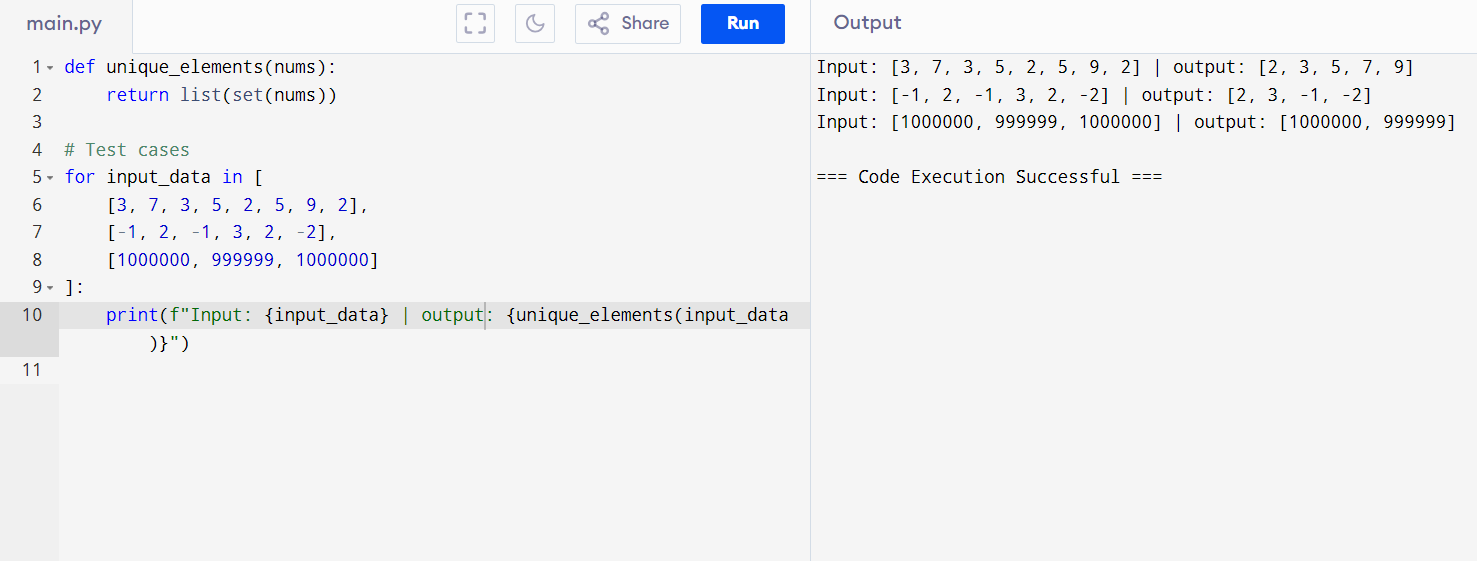 main.py Share Run Output
1 def unique_elements(nums):
2     return list(set(nums))
3
4 # Test cases
5 for input_data in [
6     [3, 7, 3, 5, 2, 5, 9, 2],
7     [-1, 2, -1, 3, 2, -2],
8     [1000000, 999999, 1000000]
9 ]:
10     print(f"Input: {input_data} | output: {unique_elements(input_data
)}")
11
Input: [3, 7, 3, 5, 2, 5, 9, 2] | output: [2, 3, 5, 7, 9]
Input: [-1, 2, -1, 3, 2, -2] | output: [2, 3, -1, -2]
Input: [1000000, 999999, 1000000] | output: [1000000, 999999]
=== Code Execution Successful ===